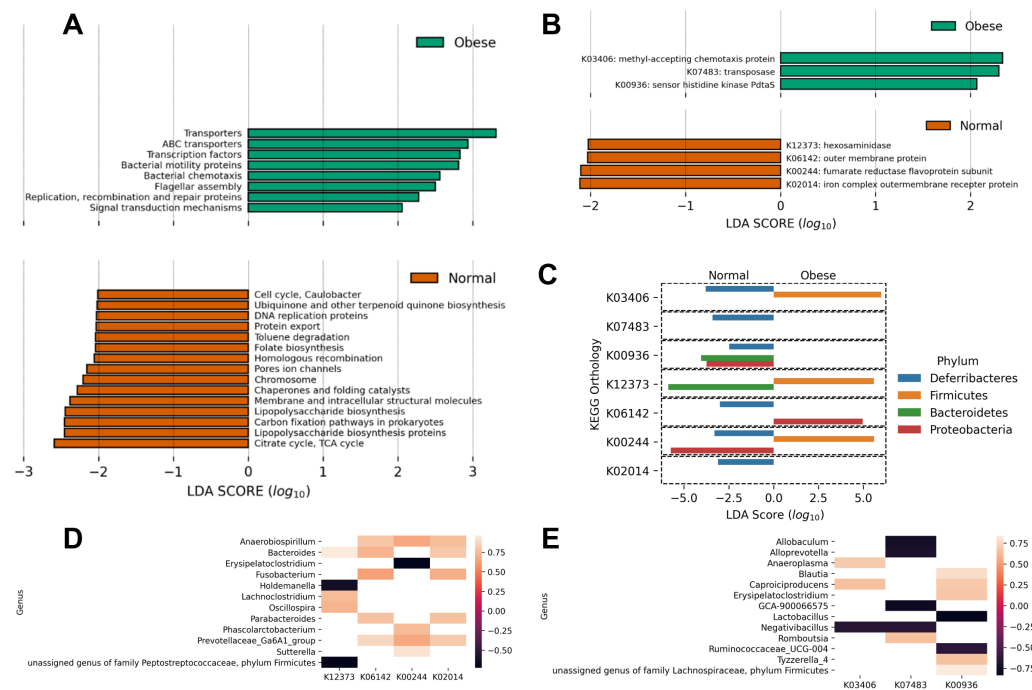 A
Obese
Transporters
ABC transporters
Transcription factors
Bacterial motility proteins
Bacterial chemotaxis
Flagellar assembly
Replication, recombination and repair proteins
Signal transduction mechanisms
Normal
Cell cycle, Caulobacter
Ubiquinone and other terpenoid quinone biosynthesis
DNA replication proteins
Protein export
Toluene degradation
Folate biosynthesis
Homologous recombination
Pores ion channels
Chromosome
Chaperones and folding catalysts
Membrane and intracellular structural molecules
Lipopolysaccharide biosynthesis
Carbon fixation pathways in prokaryotes
Lipopolysaccharide biosynthesis proteins
Citrate cycle, TCA cycle
−3 −2 −1 0 1 2 3
LDA SCORE (log10)
B
Obese
K03406: methyl-accepting chemotaxis protein
K07483: transposase
K00936: sensor histidine kinase PdtaS
Normal
K12373: hexosaminidase
K06142: outer membrane protein
K00244: fumarate reductase flavoprotein subunit
K02014: iron complex outermembrane recepter protein
−2 −1 0 1 2
LDA SCORE (log10)
C
Normal Obese
KEGG Orthology
K03406
K07483
K00936
K12373
K06142
K00244
K02014
−5.0 −2.5 0.0 2.5 5.0
LDA Score (log10)
Phylum
Deferribacteres
Firmicutes
Bacteroidetes
Proteobacteria
D
Genus
Anaerobiospirillum
Bacteroides
Erysipelatoclostridium
Fusobacterium
Holdemanella
Lachnoclostridium
Oscillospira
Parabacteroides
Phascolarctobacterium
Prevotellaceae_Ga6A1_group
Sutterella
unassigned genus of family Peptostreptococcaceae, phylum Firmicutes
K12373 K06142 K00244 K02014
0.75
0.50
0.25
0.00
−0.25
−0.50
E
Genus
Allobaculum
Alloprevotella
Anaeroplasma
Blautia
Caproiciproducens
Erysipelatoclostridium
GCA-900066575
Lactobacillus
Negativibacillus
Romboutsia
Ruminococcaceae_UCG-004
Tyzzerella_4
unassigned genus of family Lachnospiraceae, phylum Firmicutes
K03406 K07483 K00936
0.75
0.50
0.25
0.00
−0.25
−0.50